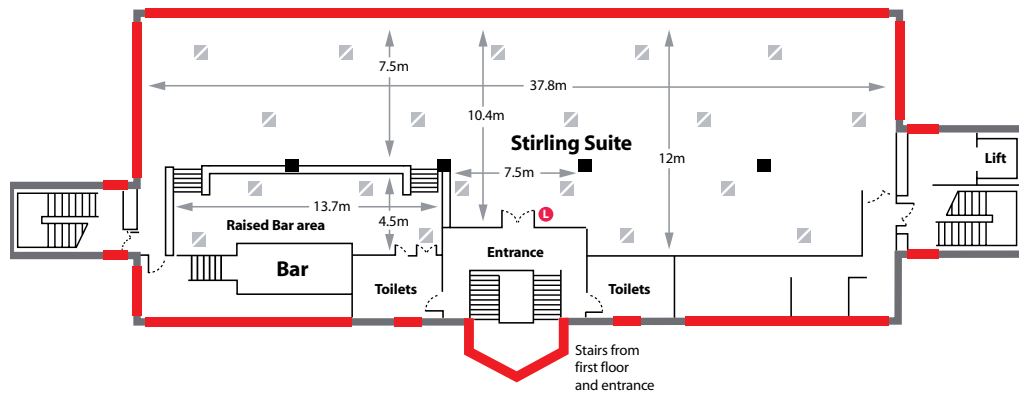 7.5m
37.8m
10.4m
Stirling Suite
12m
Lift
7.5m
13.7m
4.5m
Raised Bar area
L
Entrance
Bar
Toilets
Toilets
Stairs from
first floor
and entrance